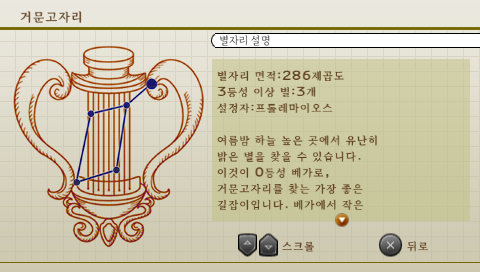 거문고자리
별자리 설명
별자리 면적:286제곱도
3등성 이상 별:3개
설정자:프톨레마이오스
여름밤 하늘 높은 곳에서 유난히
밝은 별을 찾을 수 있습니다.
이것이 0등성 베가로,
거문고자리를 찾는 가장 좋은
길잡이입니다. 베가에서 작은
스크롤
뒤로